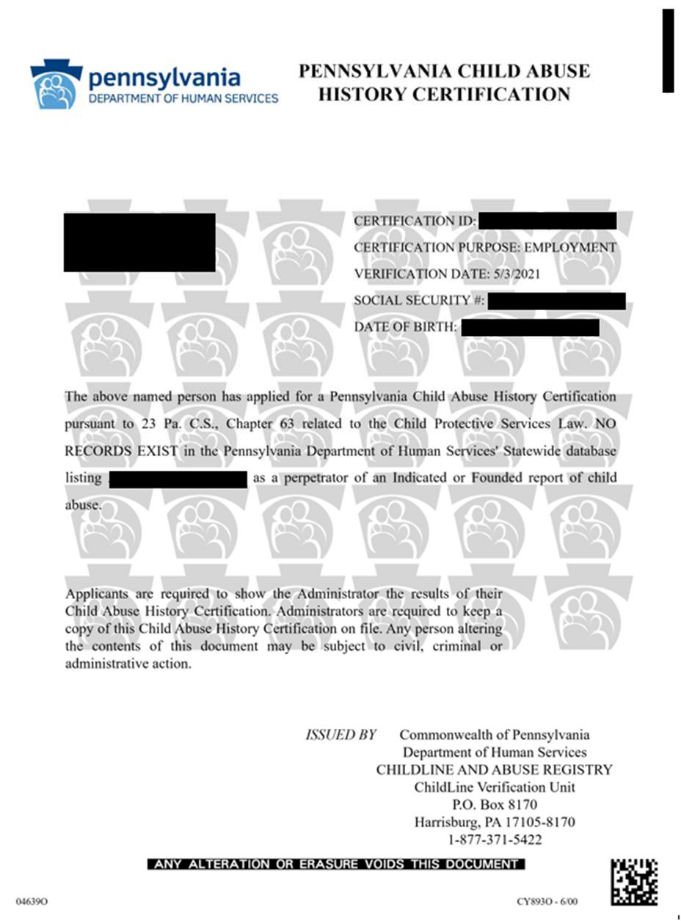 pennsylvania
DEPARTMENT OF HUMAN SERVICES
PENNSYLVANIA CHILD ABUSE
HISTORY CERTIFICATION
CERTIFICATION ID:
CERTIFICATION PURPOSE: EMPLOYMENT
VERIFICATION DATE: 5/3/2021
SOCIAL SECURITY #:
DATE OF BIRTH:
The above named person has applied for a Pennsylvania Child Abuse History Certification
pursuant to 23 Pa. C.S., Chapter 63 related to the Child Protective Services Law. NO
RECORDS EXIST in the Pennsylvania Department of Human Services' Statewide database
listing as a perpetrator of an Indicated or Founded report of child
abuse.
Applicants are required to show the Administrator the results of their
Child Abuse History Certification. Administrators are required to keep a
copy of this Child Abuse History Certification on file. Any person altering
the contents of this document may be subject to civil, criminal or
administrative action.
ISSUED BY Commonwealth of Pennsylvania
Department of Human Services
CHILDLINE AND ABUSE REGISTRY
ChildLine Verification Unit
P.O. Box 8170
Harrisburg, PA 17105-8170
1-877-371-5422
ANY ALTERATION OR ERASURE VOIDS THIS DOCUMENT
04639O
CY893O - 6/00